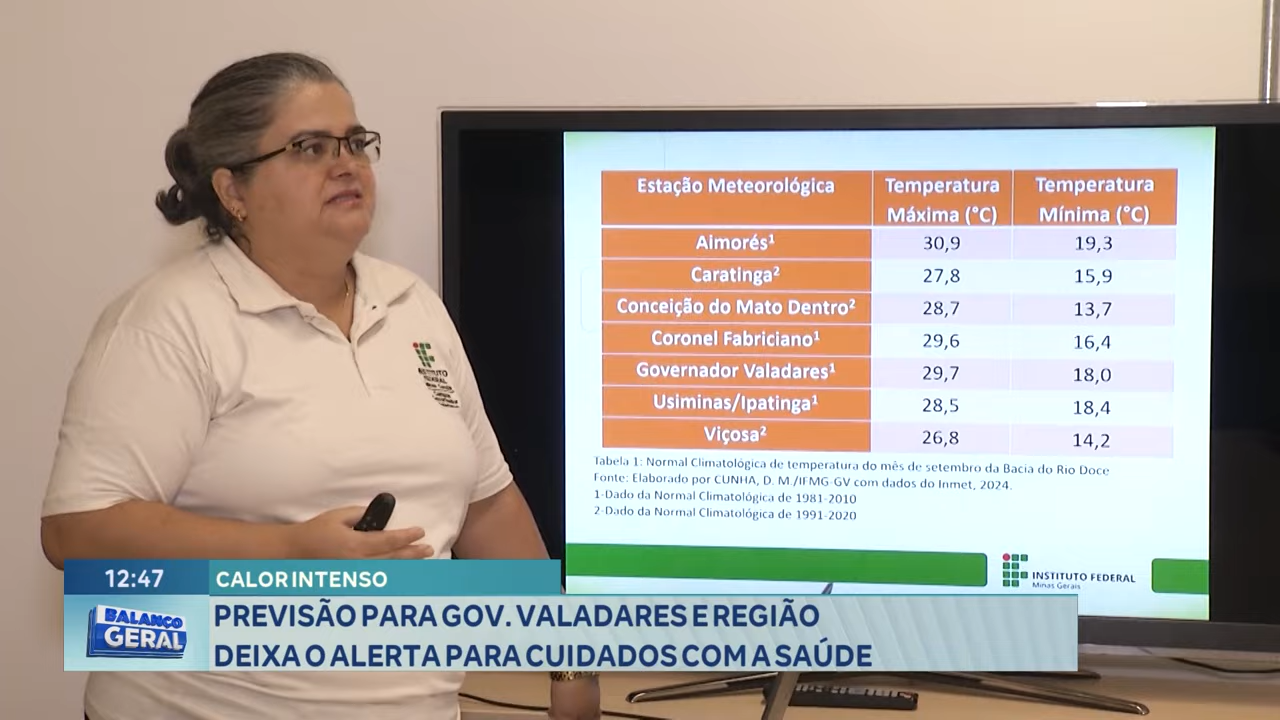 Estação Meteorológica
Temperatura Máxima (°C)
Temperatura Mínima (°C)
Aimorés¹ 30,9 19,3
Caratinga² 27,8 15,9
Conceição do Mato Dentro² 28,7 13,7
Coronel Fabriciano¹ 29,6 16,4
Governador Valadares¹ 29,7 18,0
Usiminas/Ipatinga¹ 28,5 18,4
Viçosa² 26,8 14,2
Tabela 1: Normal Climatológica de temperatura do mês de setembro da Bacia do Rio Doce
Fonte: Elaborado por CUNHA, D. M./IFMG-GV com dados do Inmet, 2024.
1-Dado da Normal Climatológica de 1981-2010
2-Dado da Normal Climatológica de 1991-2020
INSTITUTO FEDERAL
Minas Gerais
INSTITUTO
FEDERAL
12:47
CALOR INTENSO
BALANÇO
GERAL
PREVISÃO PARA GOV. VALADARES E REGIÃO
DEIXA O ALERTA PARA CUIDADOS COM A SAÚDE